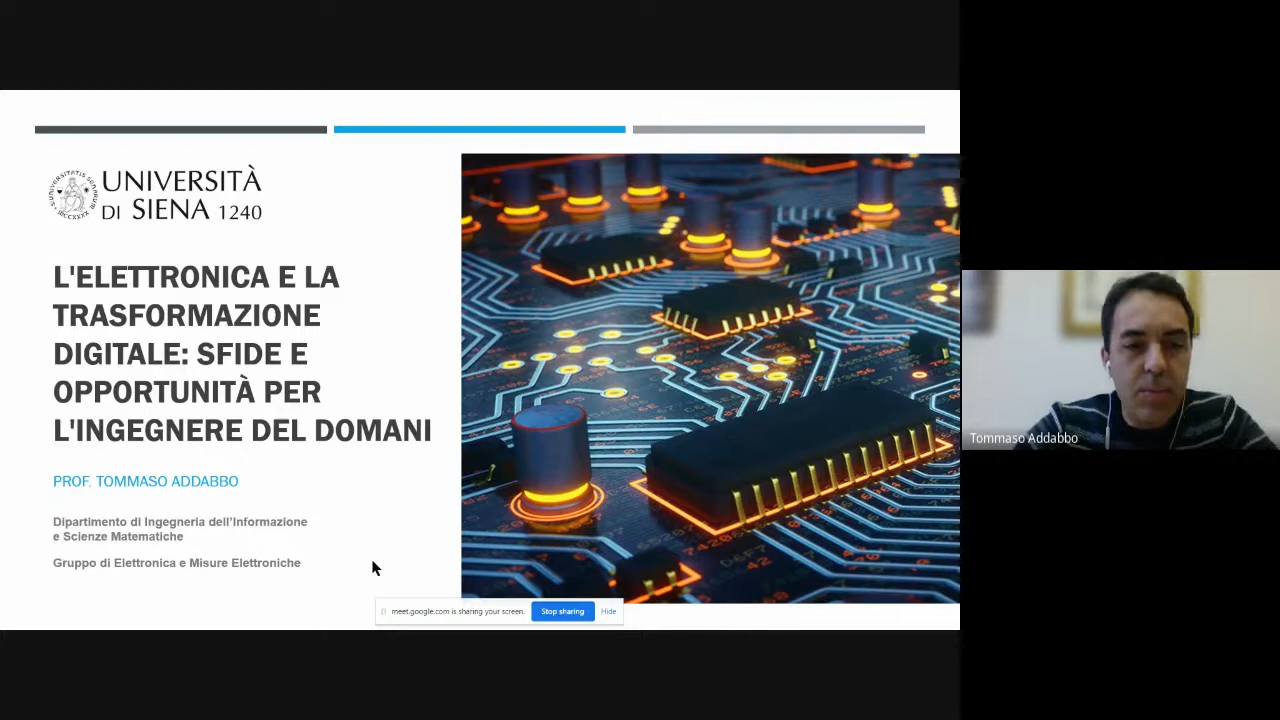 UNIVERSITÀ
DI SIENA 1240
L'ELETTRONICA E LA
TRASFORMAZIONE
DIGITALE: SFIDE E
OPPORTUNITÀ PER
L'INGEGNERE DEL DOMANI
PROF. TOMMASO ADDABBO
Dipartimento di Ingegneria dell'Informazione
e Scienze Matematiche
Gruppo di Elettronica e Misure Elettroniche
meet.google.com is sharing your screen.
Stop sharing
Hide
Tommaso Addabbo